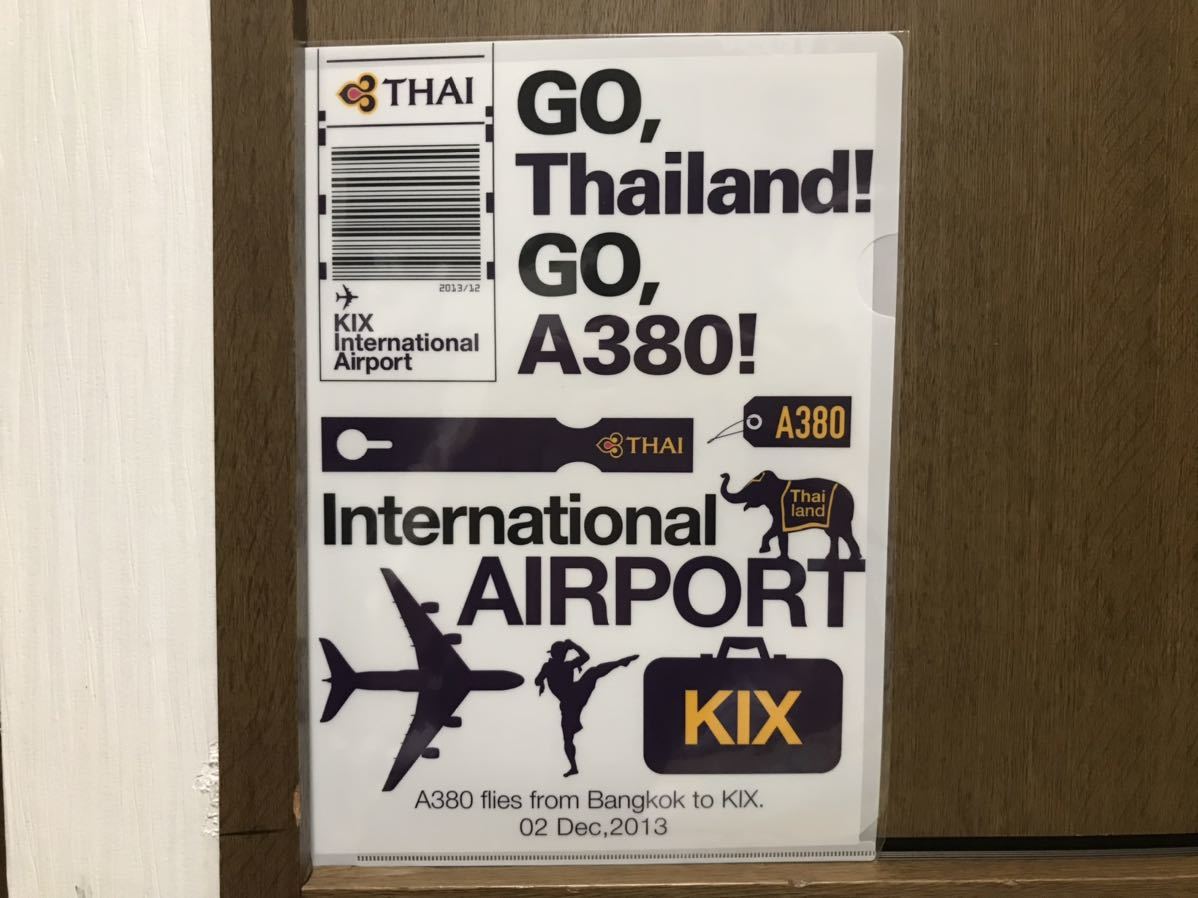 THAI
2013/12
KIX
International
Airport
GO,
Thailand!
GO,
A380!
THAI
A380
Thai
land
International
AIRPORT
KIX
A380 flies from Bangkok to KIX.
02 Dec,2013